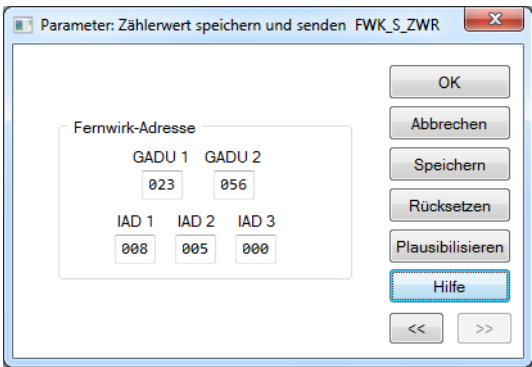 Parameter: Zählerwert speichern und senden FWK_S_ZWR
OK
Fernwirk-Adresse
Abbrechen
GADU 1 GADU 2
Speichern
023 056
Rücksetzen
IAD 1 IAD 2 IAD 3
008 005 000
Plausibilisieren
Hilfe
<< >>